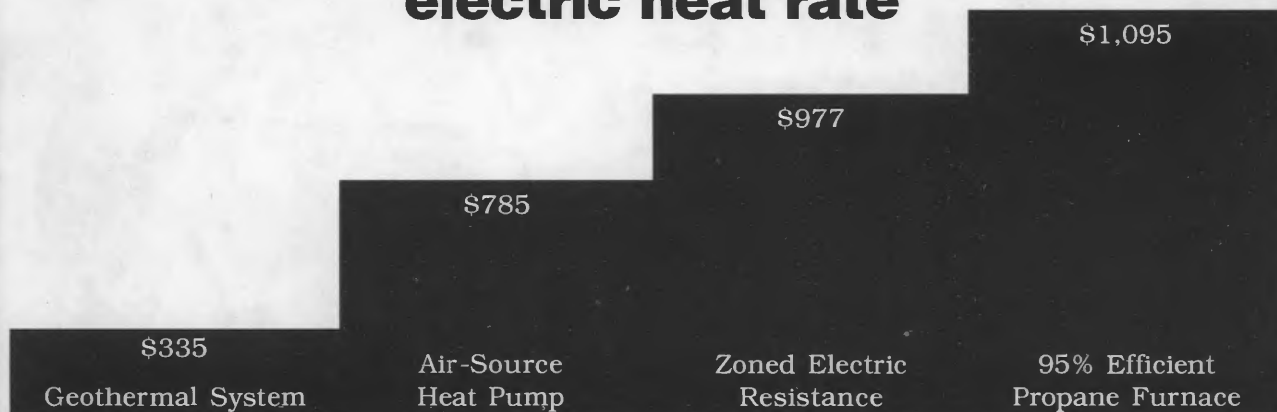 electric heat rate
$1,095
$977
$785
$335
Geothermal System
Air-Source
Heat Pump
Zoned Electric
Resistance
95% Efficient
Propane Furnace